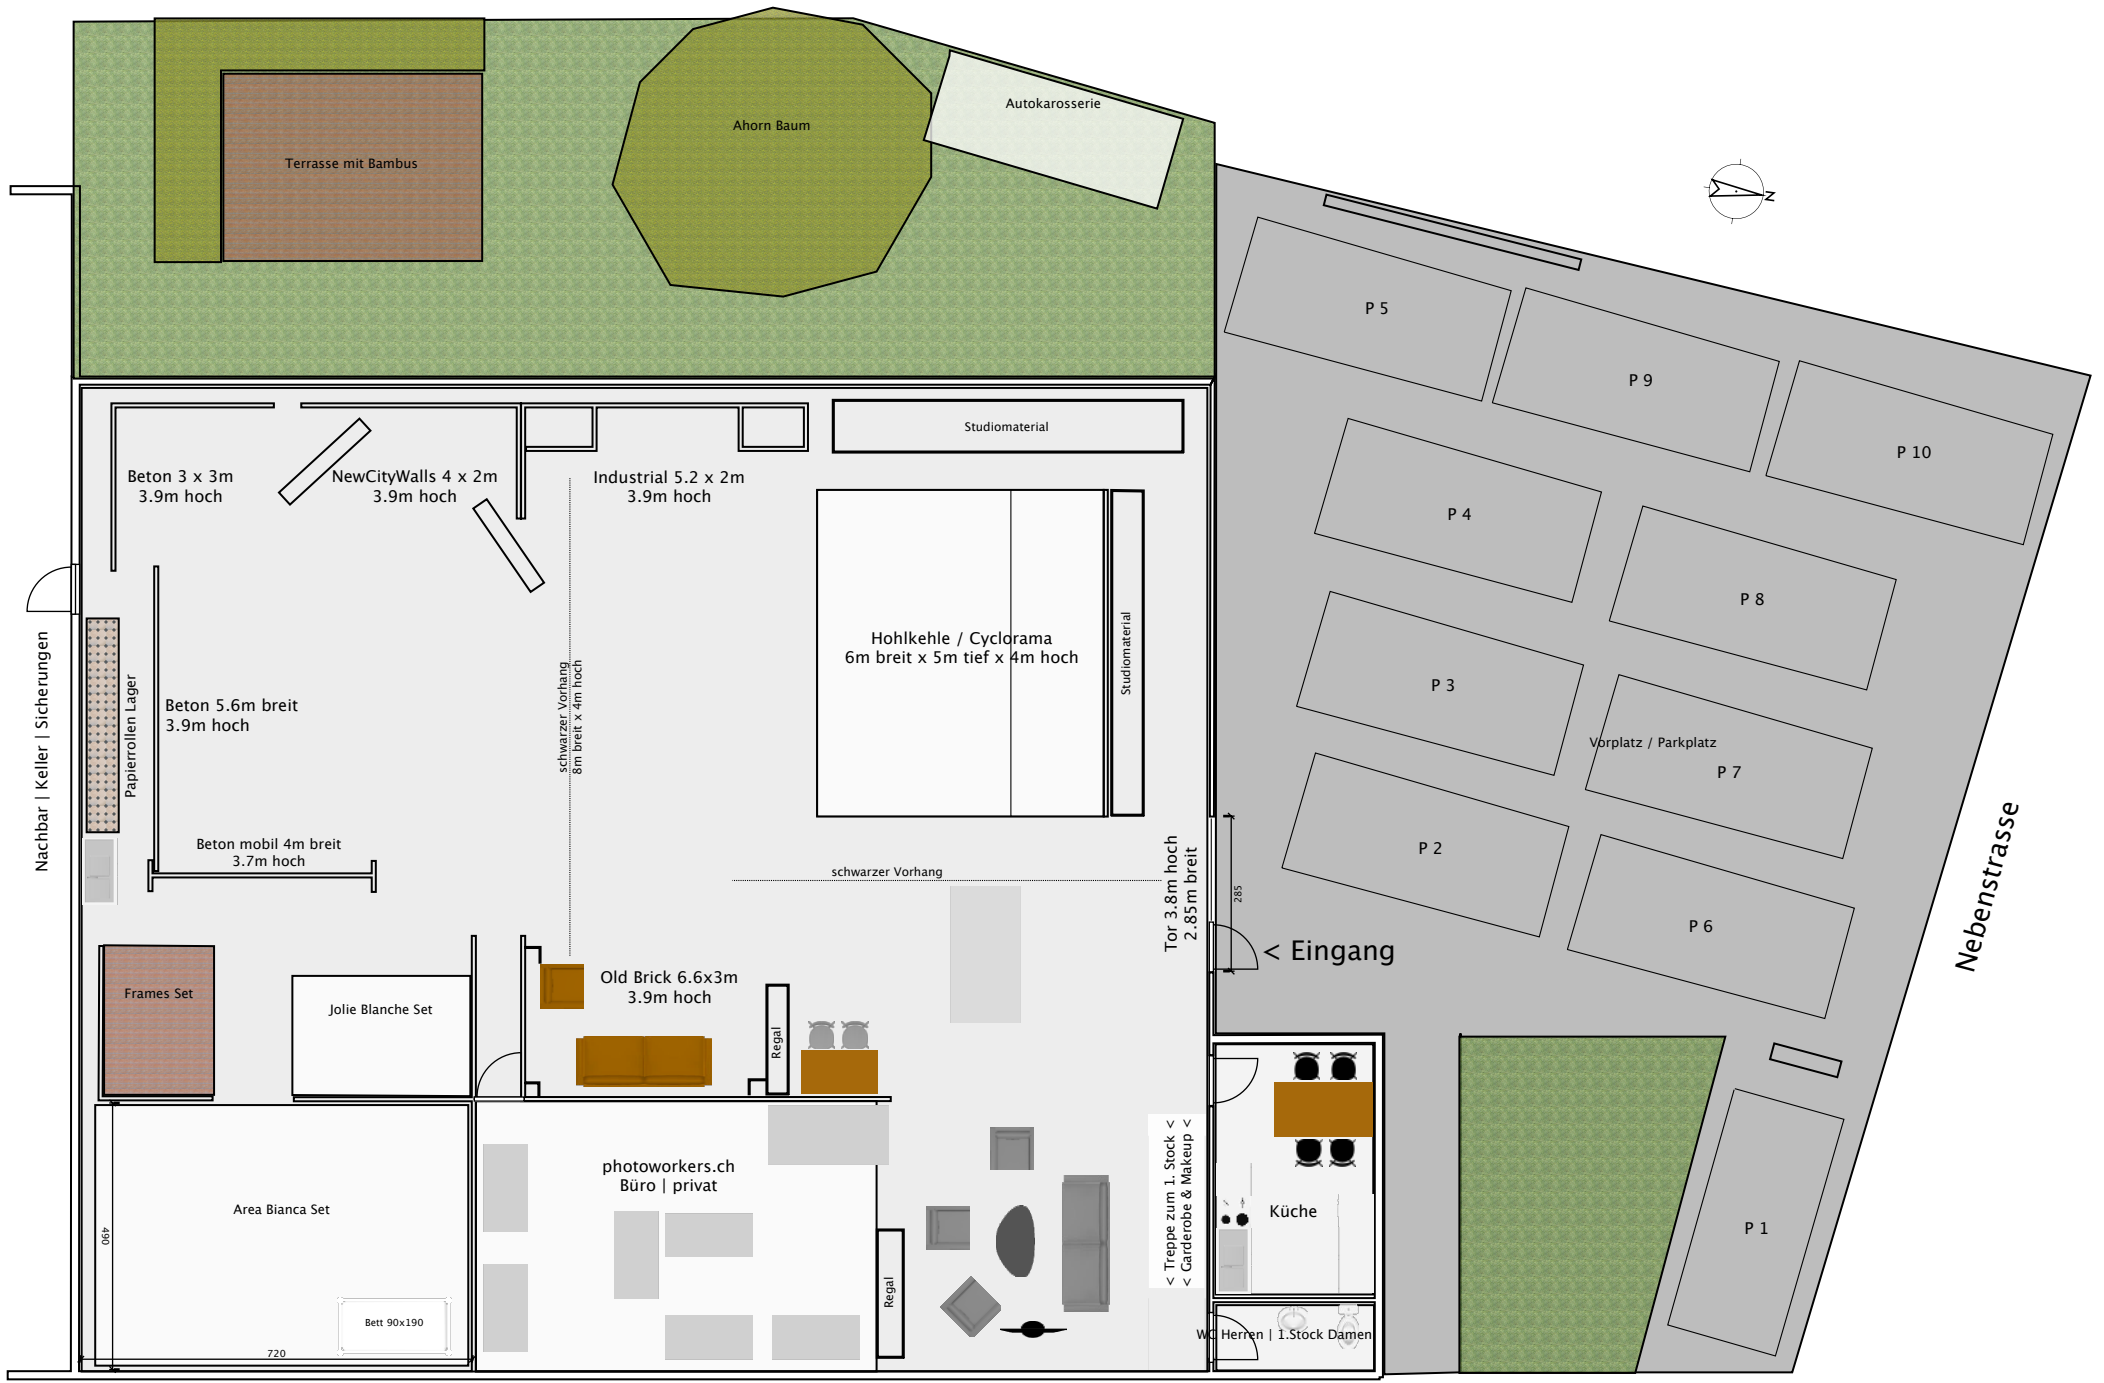 Autokarosserie
Ahorn Baum
Terrasse mit Bambus
N
P 5
P 9
P 10
P 4
P 8
P 3
Vorplatz / Parkplatz
P 7
P 2
P 6
P 1
Nebenstrasse
Studiomaterial
Beton 3 x 3m
3.9m hoch
NewCityWalls 4 x 2m
3.9m hoch
Industrial 5.2 x 2m
3.9m hoch
Hohlkehle / Cyclorama
6m breit x 5m tief x 4m hoch
Studiomaterial
schwarzer Vorhang
8m breit x 4m hoch
Nachbar | Keller | Sicherungen
Papierrollen Lager
Beton 5.6m breit
3.9m hoch
Beton mobil 4m breit
3.7m hoch
schwarzer Vorhang
Tor 3.8m hoch
2.85m breit
285
< Eingang
Frames Set
Jolie Blanche Set
Old Brick 6.6x3m
3.9m hoch
Regal
photoworkers.ch
Büro | privat
Area Bianca Set
490
Bett 90x190
720
Regal
< Treppe zum 1. Stock <
< Garderobe & Makeup <
Küche
WC Herren | 1.Stock Damen